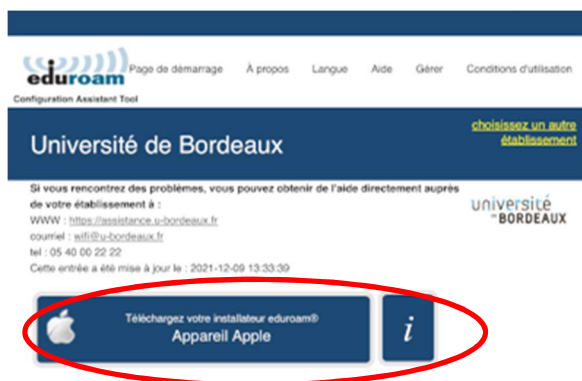 eduroam
Configuration Assistant Tool
Page de démarrage À propos Langue Aide Gérer Conditions d'utilisation
Université de Bordeaux
choisissez un autre
établissement
Si vous rencontrez des problèmes, vous pouvez obtenir de l'aide directement auprès
de votre établissement à :
WWW : https://assistance.u-bordeaux.fr
courriel : wifi@u-bordeaux.fr
tel : 05 40 00 22 22
Cette entrée a été mise à jour le : 2021-12-09 13:33:39
université
de BORDEAUX
Téléchargez votre installateur eduroam®
Appareil Apple
i